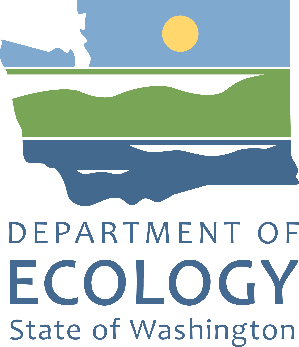 DEPARTMENT OF
ECOLOGY
State of Washington